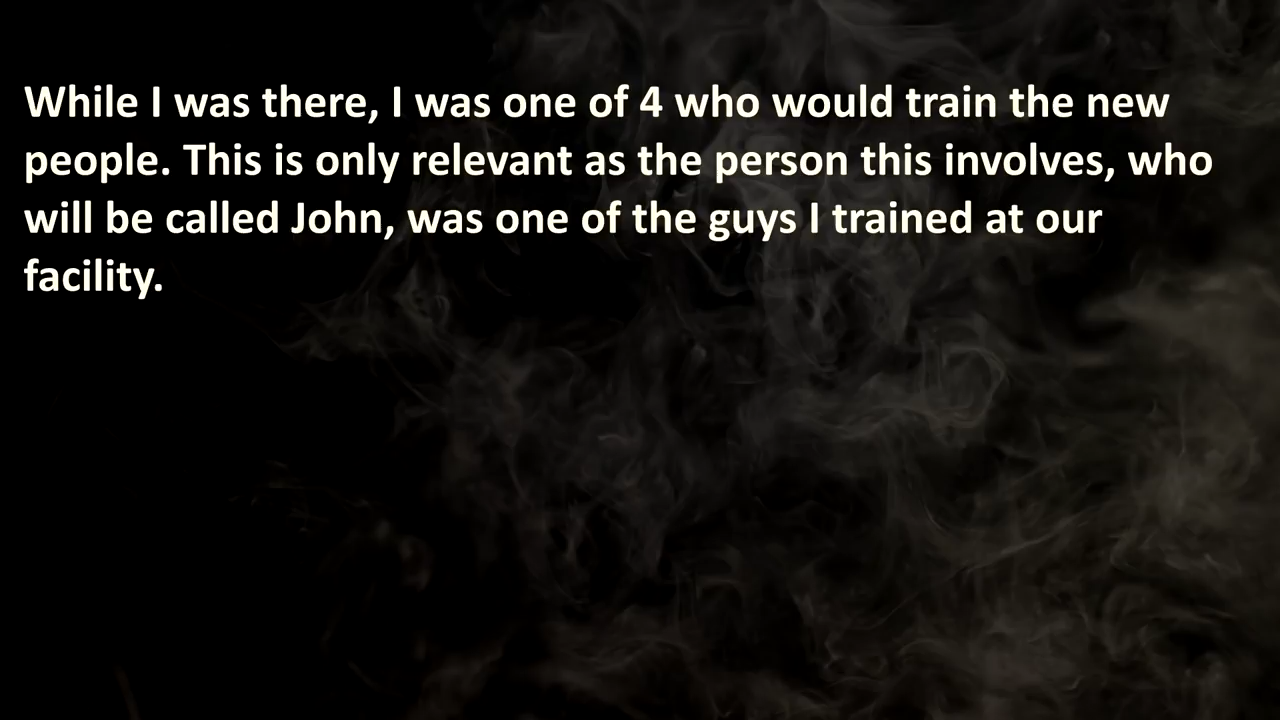 While I was there, I was one of 4 who would train the new
people. This is only relevant as the person this involves, who
will be called John, was one of the guys I trained at our
facility.